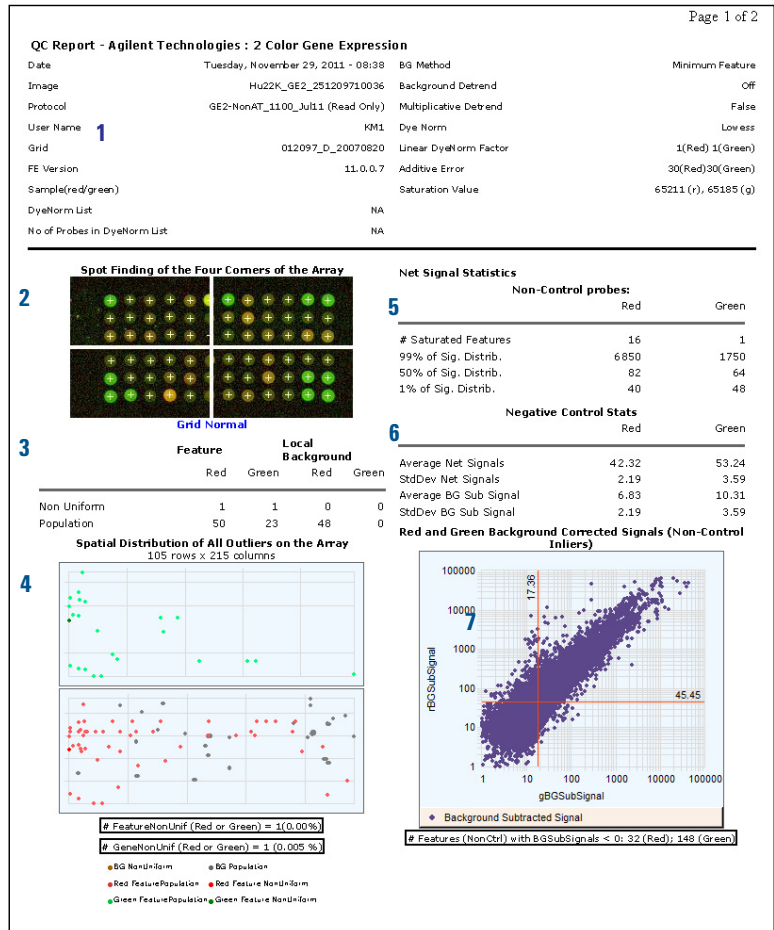 Page 1 of 2
QC Report - Agilent Technologies : 2 Color Gene Expression
Date Tuesday, November 29, 2011 - 08:38 BG Method Minimum Feature
Image Hu22K_GE2_251209710036 Background Detrend Off
Protocol GE2-NonAT_1100_Jul11 (Read Only) Multiplicative Detrend False
User Name 1 KM1 Dye Norm Lowess
Grid 012097_D_20070820 Linear DyeNorm Factor 1(Red) 1(Green)
FE Version 11.0.0.7 Additive Error 30(Red)30(Green)
Sample(red/green) Saturation Value 65211 (r), 65185 (g)
DyeNorm List NA
No of Probes in DyeNorm List NA
2
Spot Finding of the Four Corners of the Array
Grid Normal
3
Feature Local Background
Red Green Red Green
Non Uniform 1 1 0 0
Population 50 23 48 0
Spatial Distribution of All Outliers on the Array
105 rows x 215 columns
4
# FeatureNonUnif (Red or Green) = 1(0.00%)
# GeneNonUnif (Red or Green) = 1 (0.005 %)
BG NonUniform BG Population
Red FeaturePopulation Red Feature NonUniform
Green FeaturePopulation Green Feature NonUniform
Net Signal Statistics
5
Non-Control probes:
Red Green
# Saturated Features 16 1
99% of Sig. Distrib. 6850 1750
50% of Sig. Distrib. 82 64
1% of Sig. Distrib. 40 48
Negative Control Stats
6
Red Green
Average Net Signals 42.32 53.24
StdDev Net Signals 2.19 3.59
Average BG Sub Signal 6.83 10.31
StdDev BG Sub Signal 2.19 3.59
Red and Green Background Corrected Signals (Non-Control
Inliers)
7
100000
10000
1000
100
10
1
rBGSubSignal
17.36
45.45
1 10 100 1000 10000 100000
gBGSubSignal
Background Subtracted Signal
# Features (NonCtrl) with BGSubSignals < 0: 32 (Red); 148 (Green)